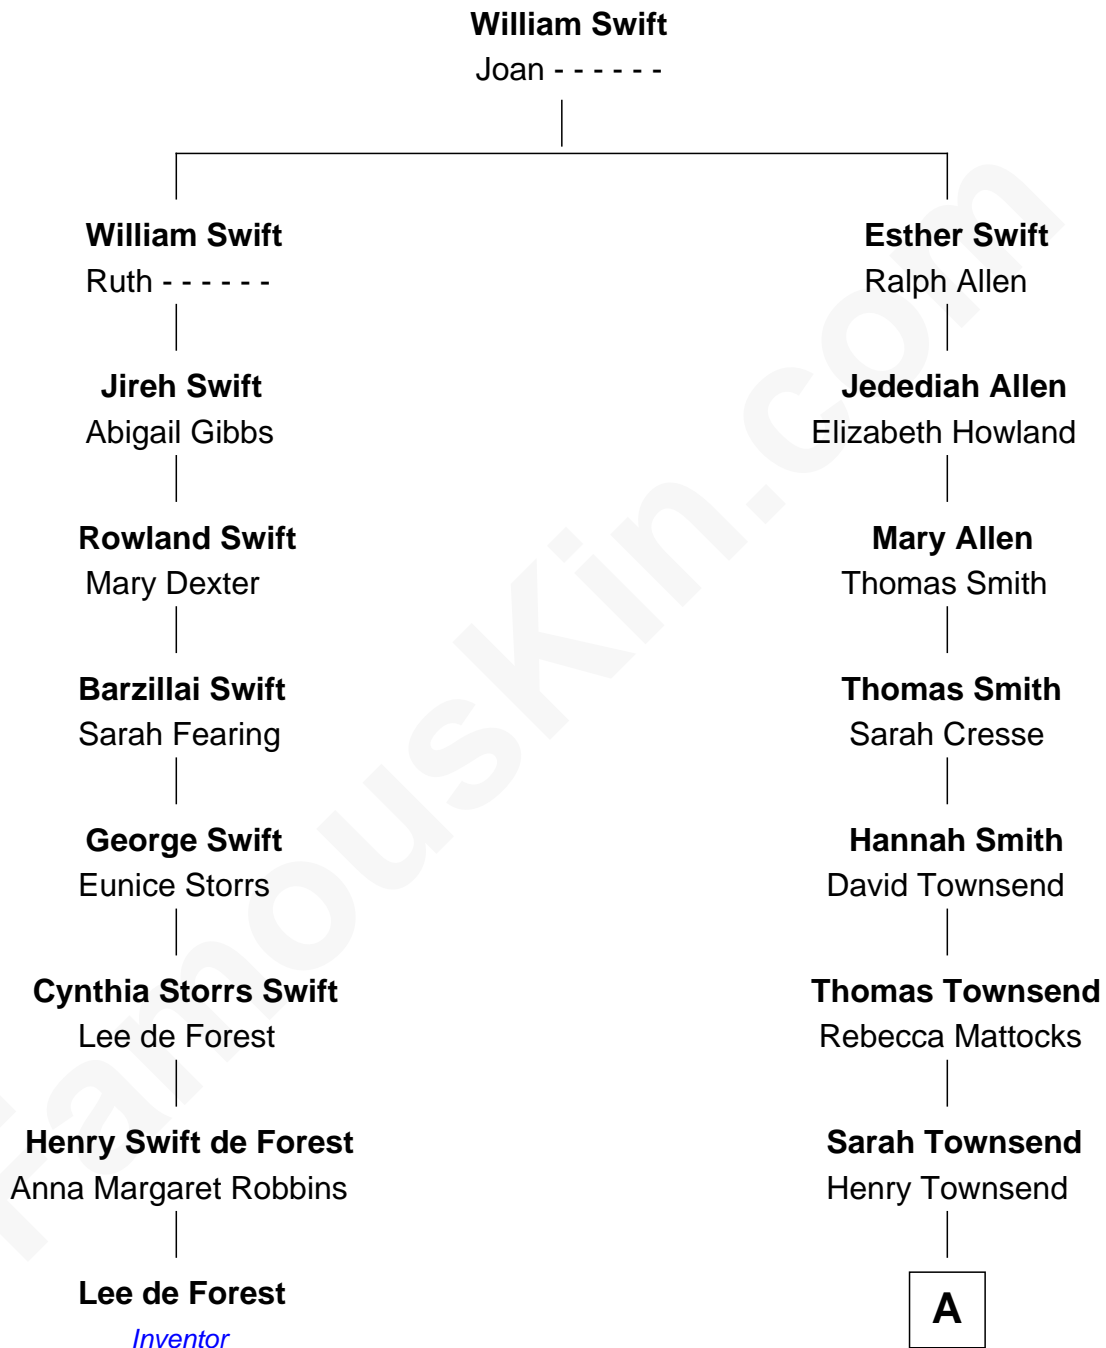 William Swift
Joan - - - - - -
William Swift
Ruth - - - - - -
Esther Swift
Ralph Allen
Jireh Swift
Abigail Gibbs
Jedediah Allen
Elizabeth Howland
Rowland Swift
Mary Dexter
Mary Allen
Thomas Smith
Barzillai Swift
Sarah Fearing
Thomas Smith
Sarah Cresse
George Swift
Eunice Storrs
Hannah Smith
David Townsend
Cynthia Storrs Swift
Lee de Forest
Thomas Townsend
Rebecca Mattocks
Henry Swift de Forest
Anna Margaret Robbins
Sarah Townsend
Henry Townsend
Lee de Forest
Inventor
A
FamousKin.com